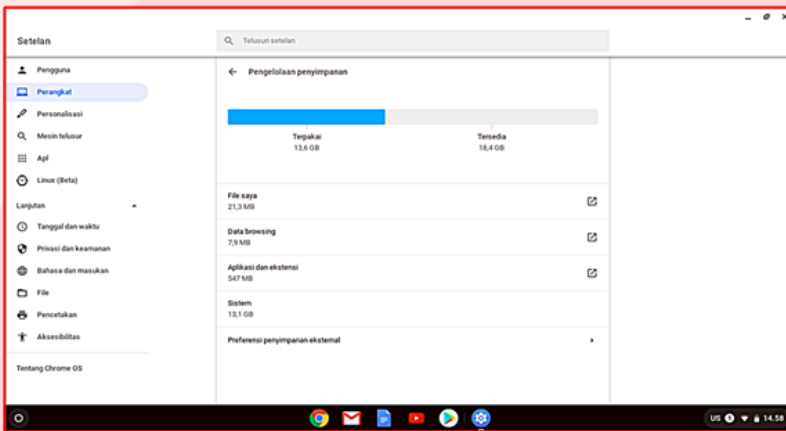 Setelan
Telusuri setelan
Pengguna
Perangkat
Personalisasi
Mesin telusur
Apl
Linux (Beta)
Lanjutan
Tanggal dan waktu
Privasi dan keamanan
Bahasa dan masukan
File
Pencetakan
Aksesibilitas
Tentang Chrome OS
Pengelolaan penyimpanan
Terpakai
13,6 GB
Tersedia
18,4 GB
File saya
21,3 MB
Data browsing
7,9 MB
Aplikasi dan ekstensi
547 MB
Sistem
13,1 GB
Preferensi penyimpanan eksternal
US 14.58